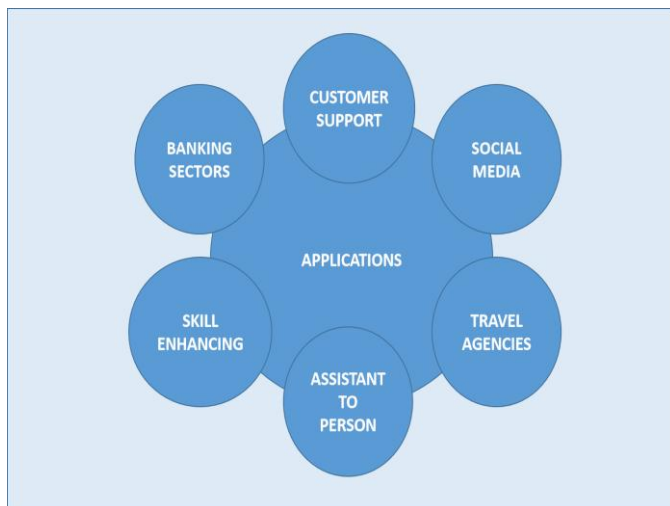 CUSTOMER
SUPPORT
BANKING
SECTORS
SOCIAL
MEDIA
APPLICATIONS
SKILL
ENHANCING
TRAVEL
AGENCIES
ASSISTANT
TO
PERSON